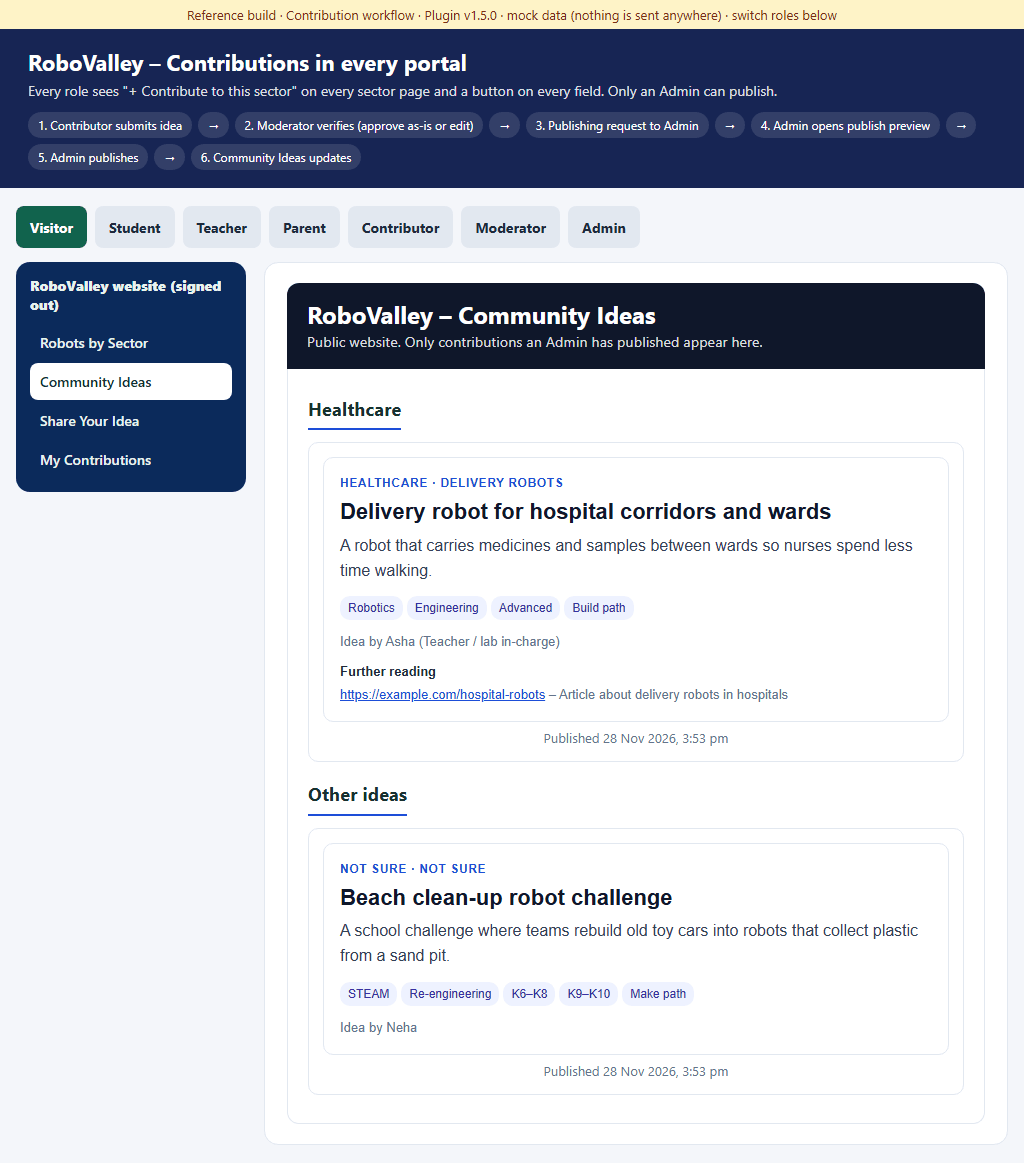 Reference build · Contribution workflow · Plugin v1.5.0 · mock data (nothing is sent anywhere) · switch roles below
RoboValley – Contributions in every portal
Every role sees "+ Contribute to this sector" on every sector page and a button on every field. Only an Admin can publish.
1. Contributor submits idea → 2. Moderator verifies (approve as-is or edit) → 3. Publishing request to Admin → 4. Admin opens publish preview →
5. Admin publishes → 6. Community Ideas updates
Visitor Student Teacher Parent Contributor Moderator Admin
RoboValley website (signed
out)
Robots by Sector
Community Ideas
Share Your Idea
My Contributions
RoboValley – Community Ideas
Public website. Only contributions an Admin has published appear here.
Healthcare
HEALTHCARE · DELIVERY ROBOTS
Delivery robot for hospital corridors and wards
A robot that carries medicines and samples between wards so nurses spend less
time walking.
Robotics Engineering Advanced Build path
Idea by Asha (Teacher / lab in-charge)
Further reading
https://example.com/hospital-robots – Article about delivery robots in hospitals
Published 28 Nov 2026, 3:53 pm
Other ideas
NOT SURE · NOT SURE
Beach clean-up robot challenge
A school challenge where teams rebuild old toy cars into robots that collect plastic
from a sand pit.
STEAM Re-engineering K6–K8 K9–K10 Make path
Idea by Neha
Published 28 Nov 2026, 3:53 pm